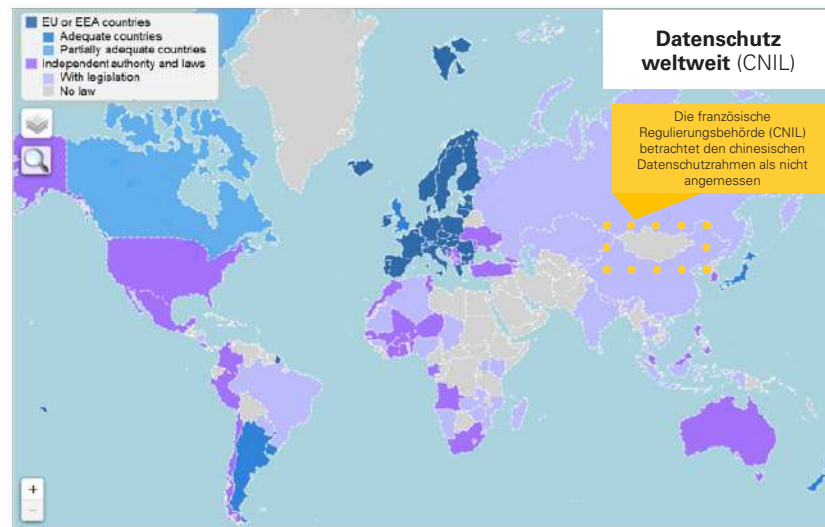 EU or EEA countries
Adequate countries
Partially adequate countries
Independent authority and laws
With legislation
No law
Datenschutz
weltweit (CNIL)
Die französische
Regulierungsbehörde (CNIL)
betrachtet den chinesischen
Datenschutzrahmen als nicht
angemessen
+
-